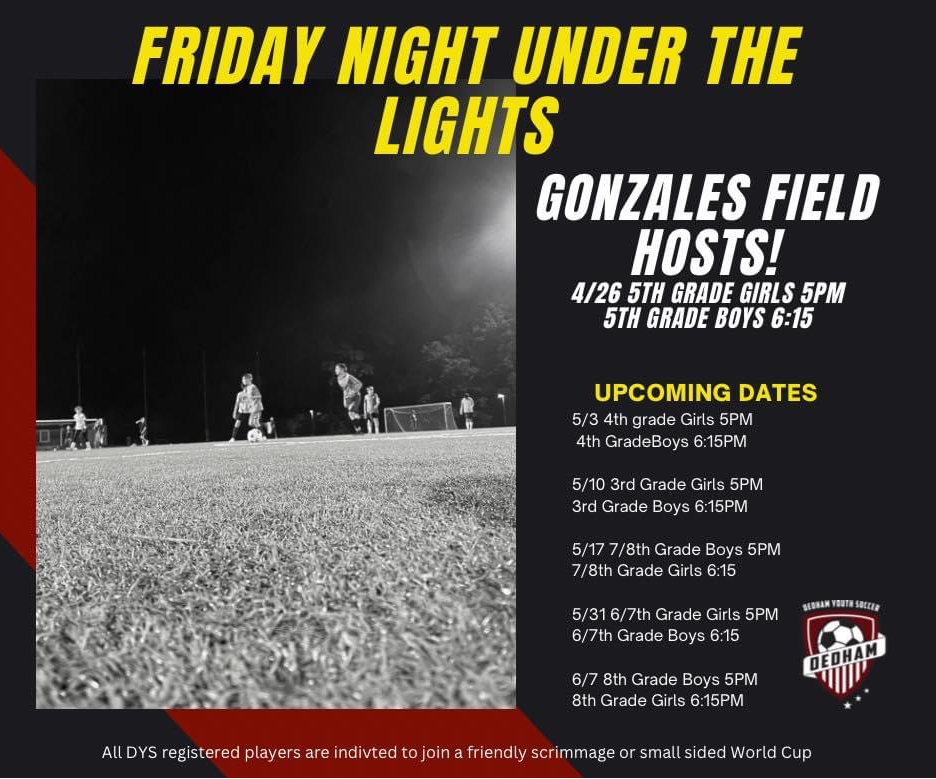 FRIDAY NIGHT UNDER THE
LIGHTS
GONZALES FIELD
HOSTS!
4/26 5TH GRADE GIRLS 5PM
5TH GRADE BOYS 6:15
UPCOMING DATES
5/3 4th grade Girls 5PM
4th GradeBoys 6:15PM
5/10 3rd Grade Girls 5PM
3rd Grade Boys 6:15PM
5/17 7/8th Grade Boys 5PM
7/8th Grade Girls 6:15
5/31 6/7th Grade Girls 5PM
6/7th Grade Boys 6:15
6/7 8th Grade Boys 5PM
8th Grade Girls 6:15PM
DEDHAM YOUTH SOCCER
DEDHAM
All DYS registered players are indivted to join a friendly scrimmage or small sided World Cup